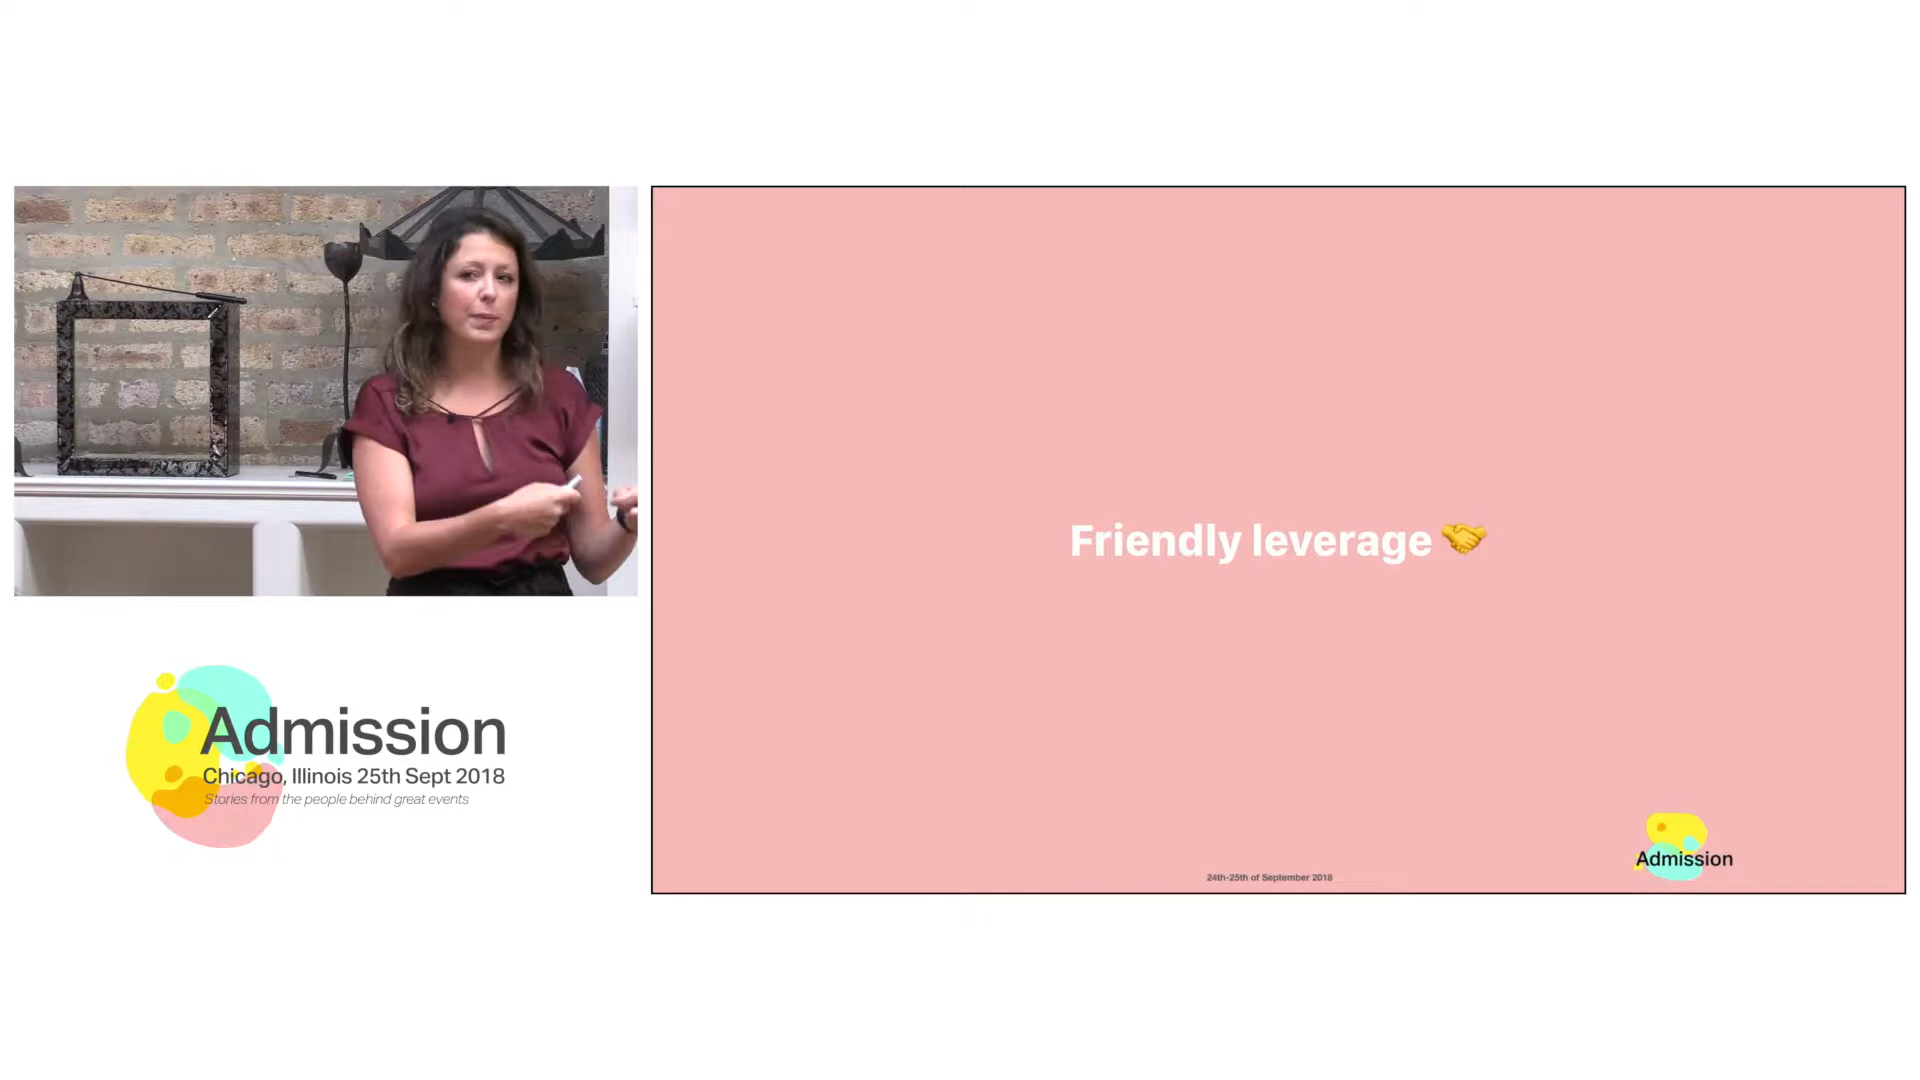 Friendly leverage 🤝
Admission
Chicago, Illinois 25th Sept 2018
Stories from the people behind great events
24th-25th of September 2018
Admission